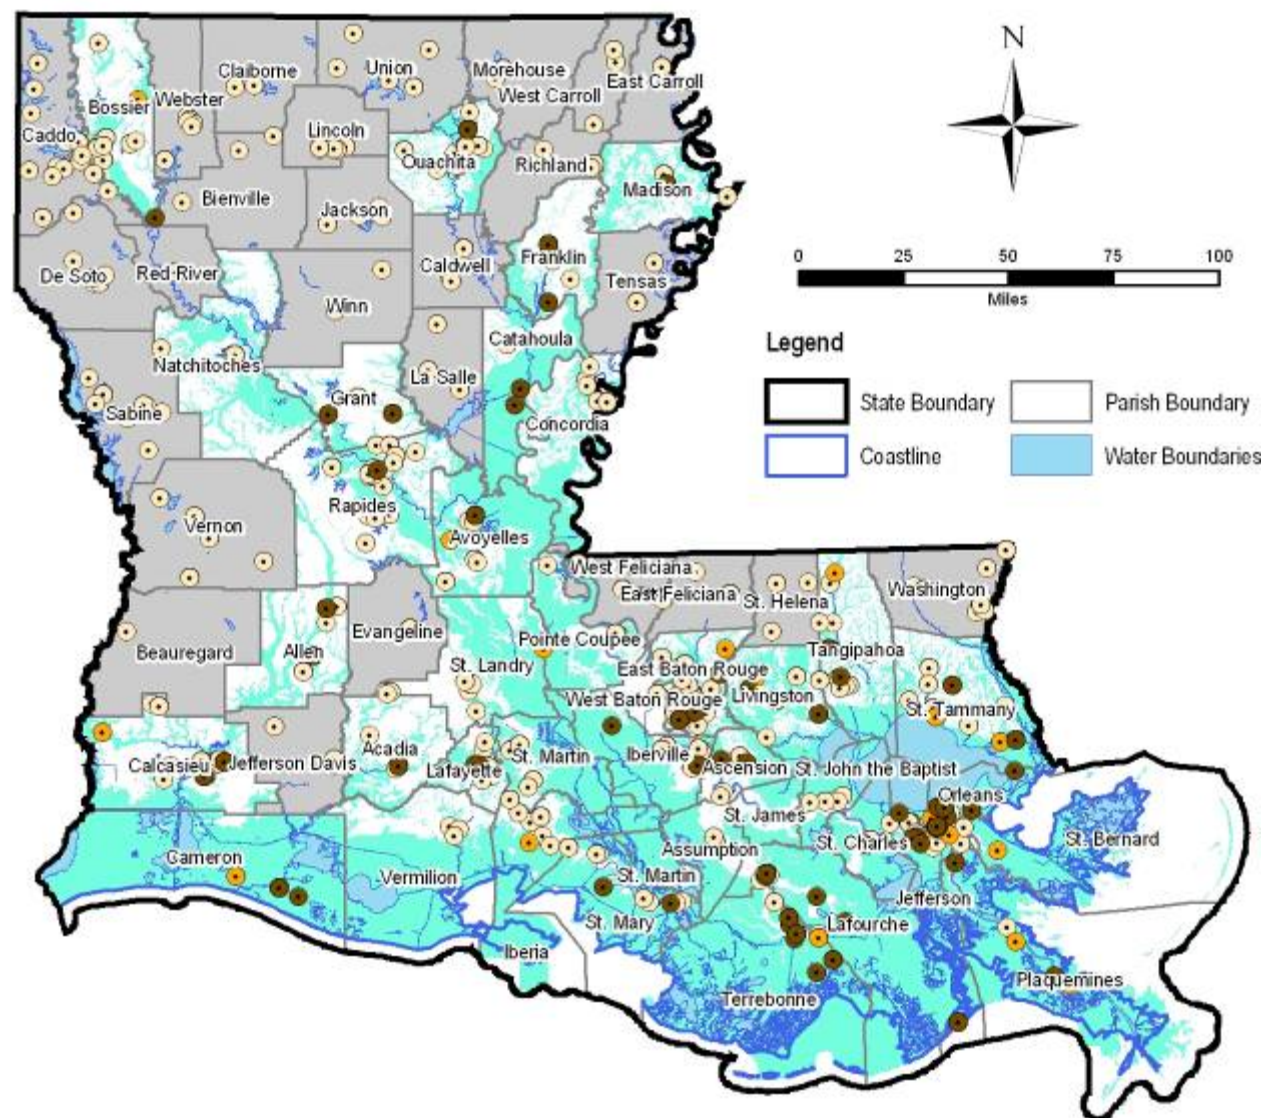 N
Claiborne
Union
Morehouse
East Carroll
Webster
West Carroll
Bossier
Caddo
Lincoln
Ouachita
Richland
Madison
Bienville
Jackson
Franklin
Caldwell
De Soto
Red River
Tensas
0 25 50 100
Miles
Winn
Catahoula
Natchitoches
La Salle
Grant
Sabine
Concordia
Legend
State Boundary
Parish Boundary
Coastline
Water Boundaries
Rapides
Vernon
Avoyelles
West Feliciana
East Feliciana
St. Helena
Washington
Evangeline
Pointe Coupee
Beauregard
Allen
Tangipahoa
St. Landry
East Baton Rouge
West Baton Rouge
Livingston
St. Tammany
Acadia
St. Martin
Iberville
Calcasieu
Jefferson Davis
Lafayette
Ascension
St. John the Baptist
Orleans
St. James
St. Bernard
Assumption
St. Charles
Cameron
Vermilion
St. Martin
Jefferson
St. Mary
Lafourche
Iberia
Plaquemines
Terrebonne